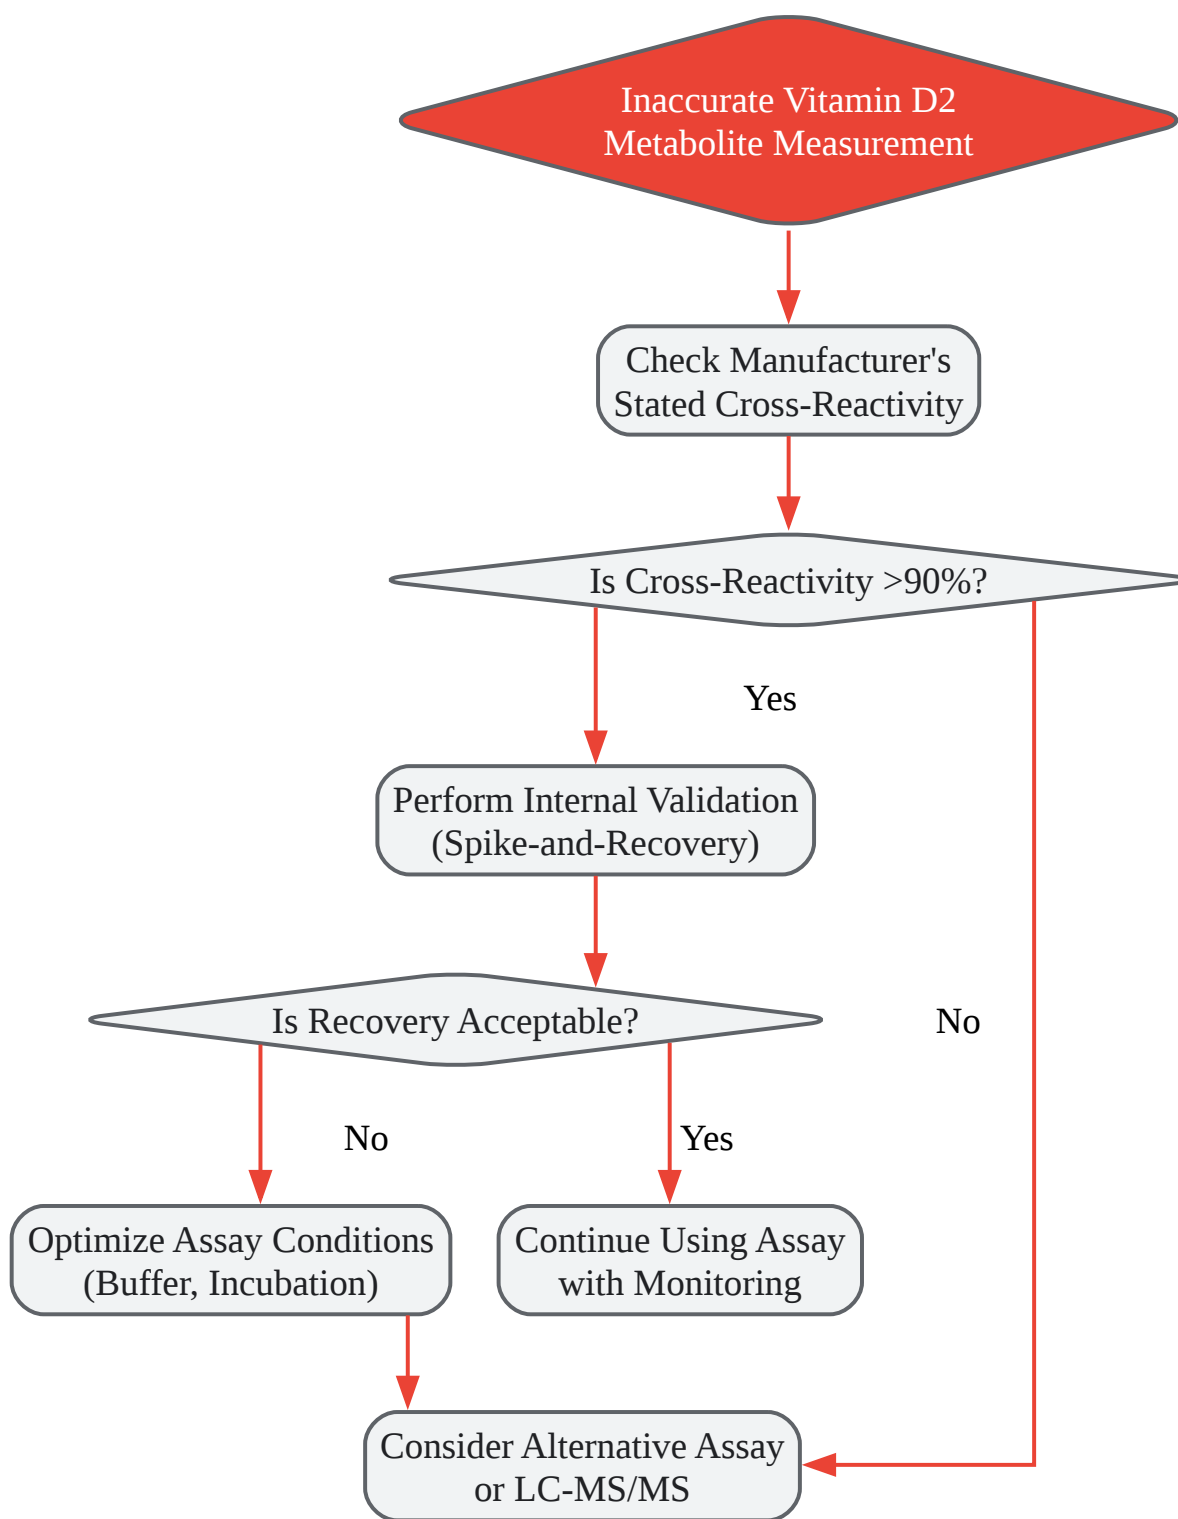 Inaccurate Vitamin D2
Metabolite Measurement
Check Manufacturer's
Stated Cross-Reactivity
Is Cross-Reactivity >90%?
Yes
Perform Internal Validation
(Spike-and-Recovery)
Is Recovery Acceptable?
No
No
Yes
Optimize Assay Conditions
(Buffer, Incubation)
Continue Using Assay
with Monitoring
Consider Alternative Assay
or LC-MS/MS